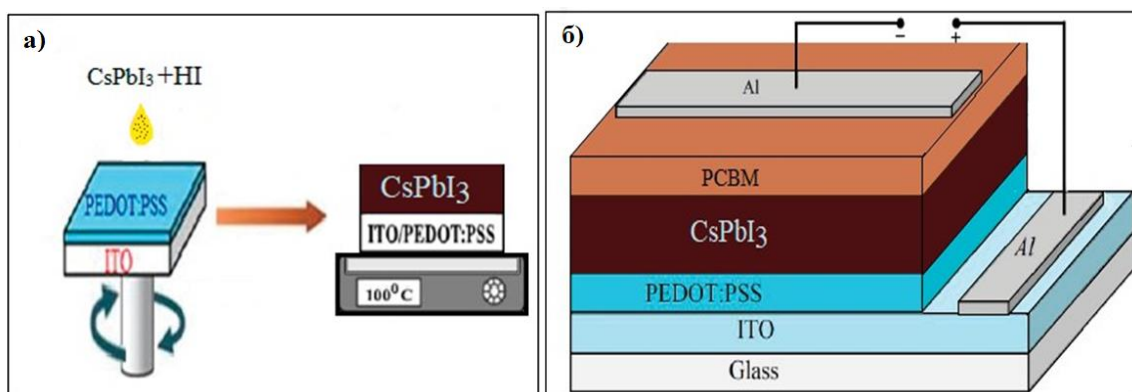 а)
CsPbI₃+HI
PEDOT:PSS
ITO
CsPbI₃
ITO/PEDOT:PSS
100⁰C
б)
− +
Al
PCBM
CsPbI₃
Al
PEDOT:PSS
ITO
Glass